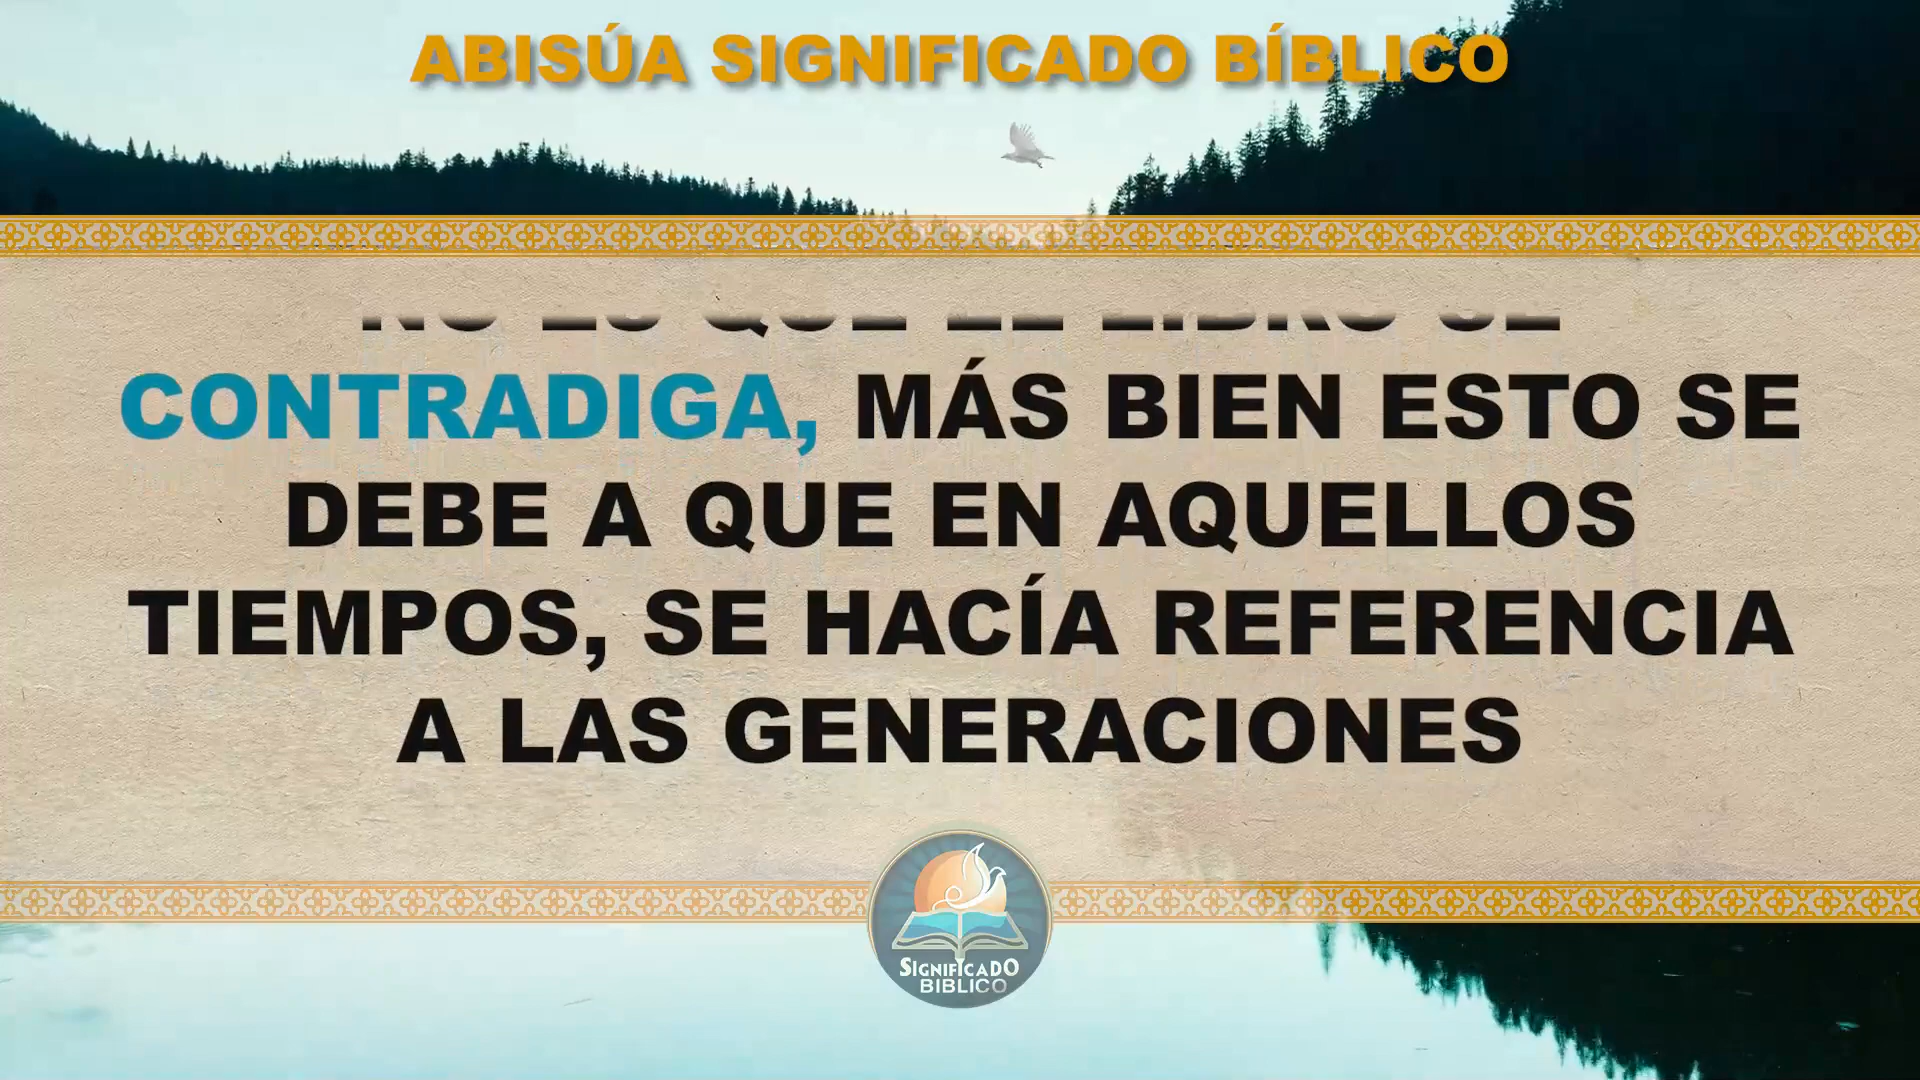 ABISÚA SIGNIFICADO BÍBLICO
CONTRADIGA, MÁS BIEN ESTO SE
DEBE A QUE EN AQUELLOS
TIEMPOS, SE HACÍA REFERENCIA
A LAS GENERACIONES
SIGNIFICADO
BIBLICO